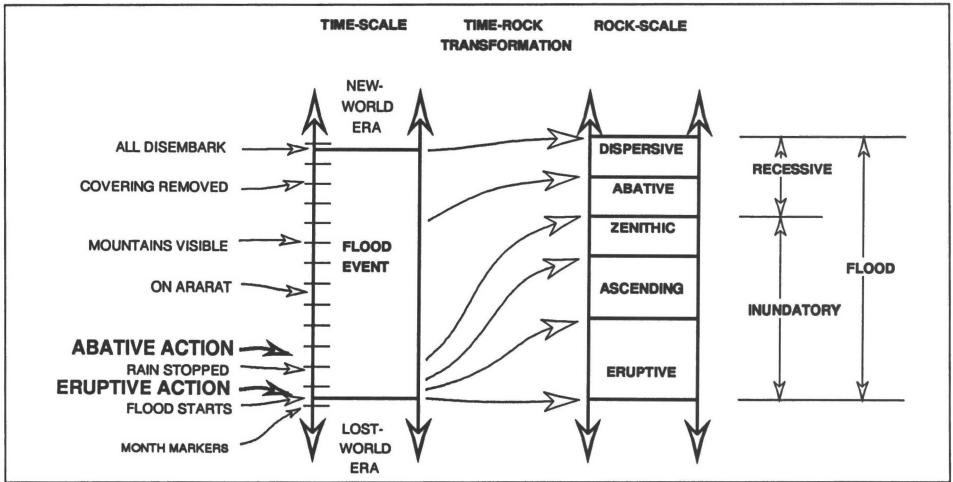 TIME-SCALE
TIME-ROCK
TRANSFORMATION
ROCK-SCALE
NEW-
WORLD
ERA
ALL DISEMBARK
COVERING REMOVED
MOUNTAINS VISIBLE
ON ARARAT
ABATIVE ACTION
RAIN STOPPED
ERUPTIVE ACTION
FLOOD STARTS
MONTH MARKERS
FLOOD
EVENT
LOST-
WORLD
ERA
DISPERSIVE
ABATIVE
ZENITHIC
ASCENDING
ERUPTIVE
RECESSIVE
INUNDATORY
FLOOD